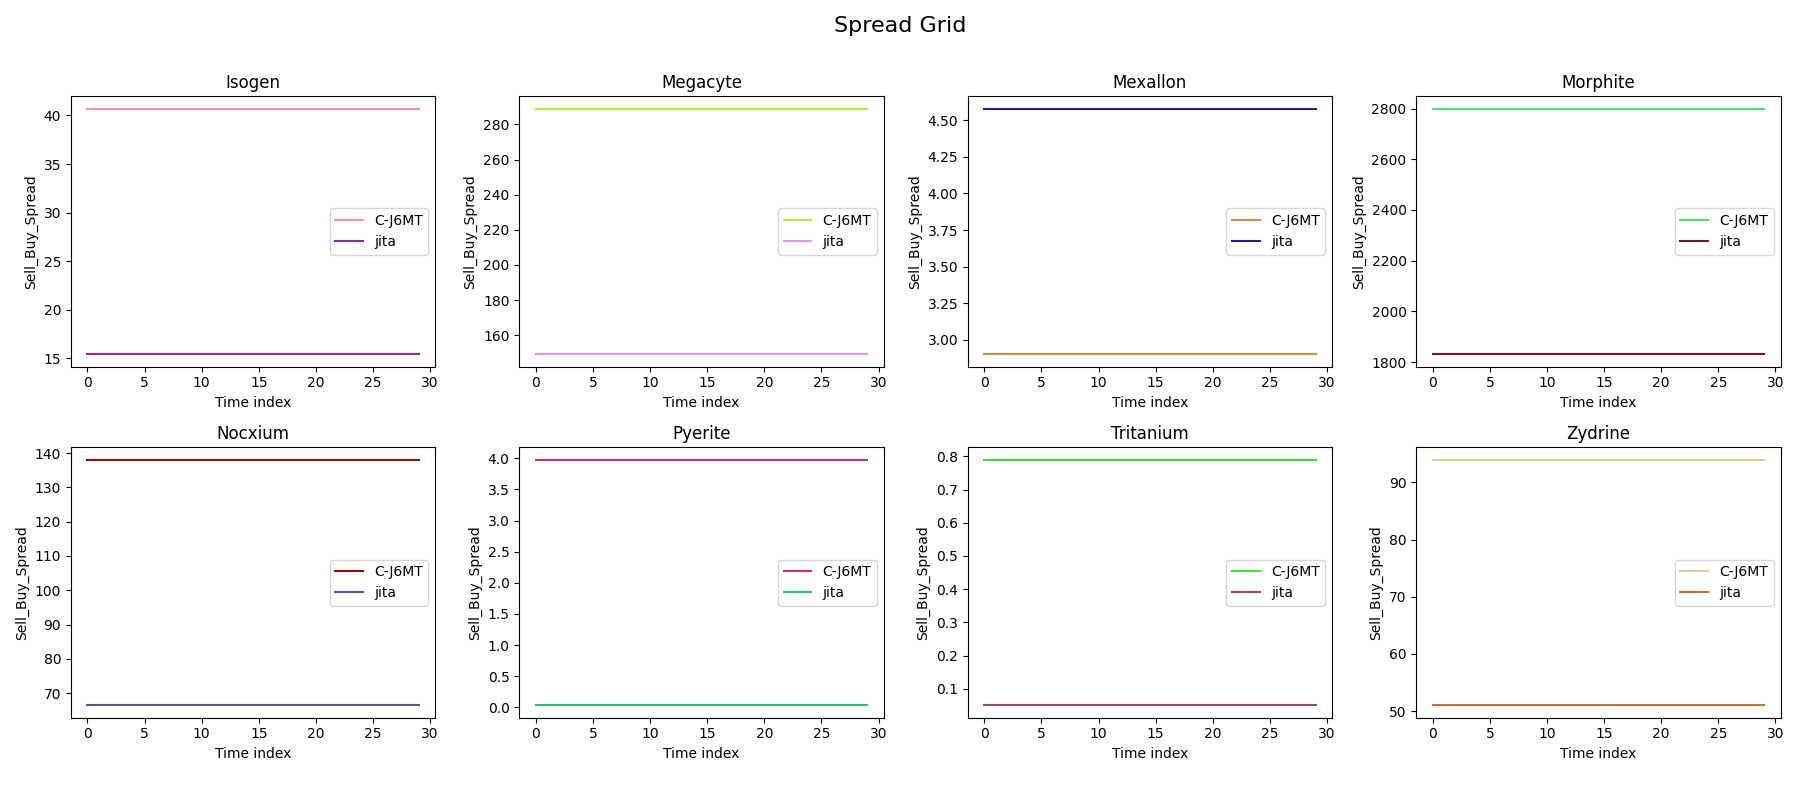 Spread Grid
Isogen
Sell_Buy_Spread
40
35
30
25
20
15
C-J6MT
jita
0 5 10 15 20 25 30
Time index
Megacyte
Sell_Buy_Spread
280
260
240
220
200
180
160
C-J6MT
jita
0 5 10 15 20 25 30
Time index
Mexallon
Sell_Buy_Spread
4.50
4.25
4.00
3.75
3.50
3.25
3.00
C-J6MT
jita
0 5 10 15 20 25 30
Time index
Morphite
Sell_Buy_Spread
2800
2600
2400
2200
2000
1800
C-J6MT
jita
0 5 10 15 20 25 30
Time index
Nocxium
Sell_Buy_Spread
140
130
120
110
100
90
80
70
C-J6MT
jita
0 5 10 15 20 25 30
Time index
Pyerite
Sell_Buy_Spread
4.0
3.5
3.0
2.5
2.0
1.5
1.0
0.5
0.0
C-J6MT
jita
0 5 10 15 20 25 30
Time index
Tritanium
Sell_Buy_Spread
0.8
0.7
0.6
0.5
0.4
0.3
0.2
0.1
C-J6MT
jita
0 5 10 15 20 25 30
Time index
Zydrine
Sell_Buy_Spread
90
80
70
60
50
C-J6MT
jita
0 5 10 15 20 25 30
Time index